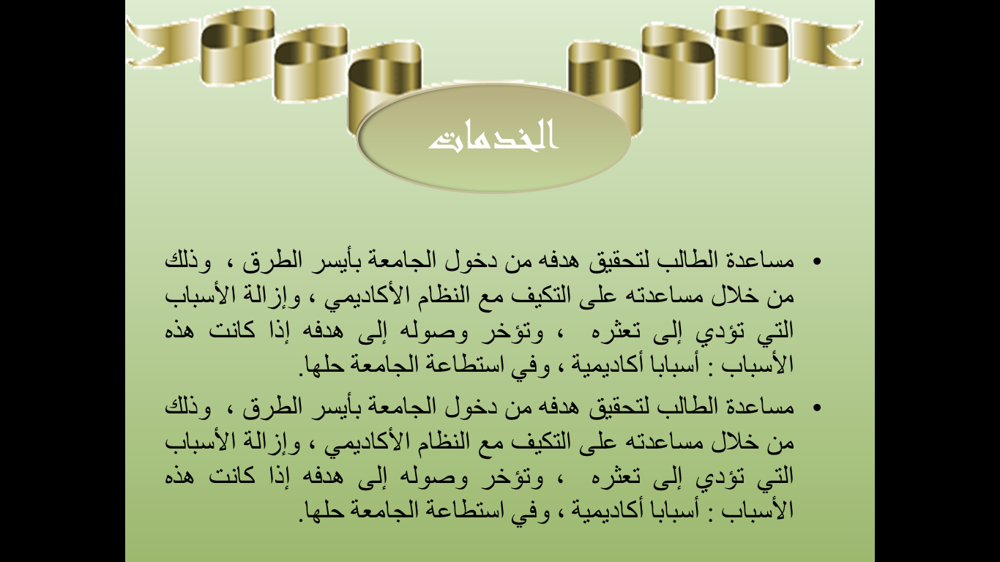 الخدمات
• مساعدة الطالب لتحقيق هدفه من دخول الجامعة بأيسر الطرق ، وذلك
من خلال مساعدته على التكيف مع النظام الأكاديمي ، وإزالة الأسباب
التي تؤدي إلى تعثره ، وتؤخر وصوله إلى هدفه إذا كانت هذه
الأسباب : أسبابا أكاديمية ، وفي استطاعة الجامعة حلها.
• مساعدة الطالب لتحقيق هدفه من دخول الجامعة بأيسر الطرق ، وذلك
من خلال مساعدته على التكيف مع النظام الأكاديمي ، وإزالة الأسباب
التي تؤدي إلى تعثره ، وتؤخر وصوله إلى هدفه إذا كانت هذه
الأسباب : أسبابا أكاديمية ، وفي استطاعة الجامعة حلها.